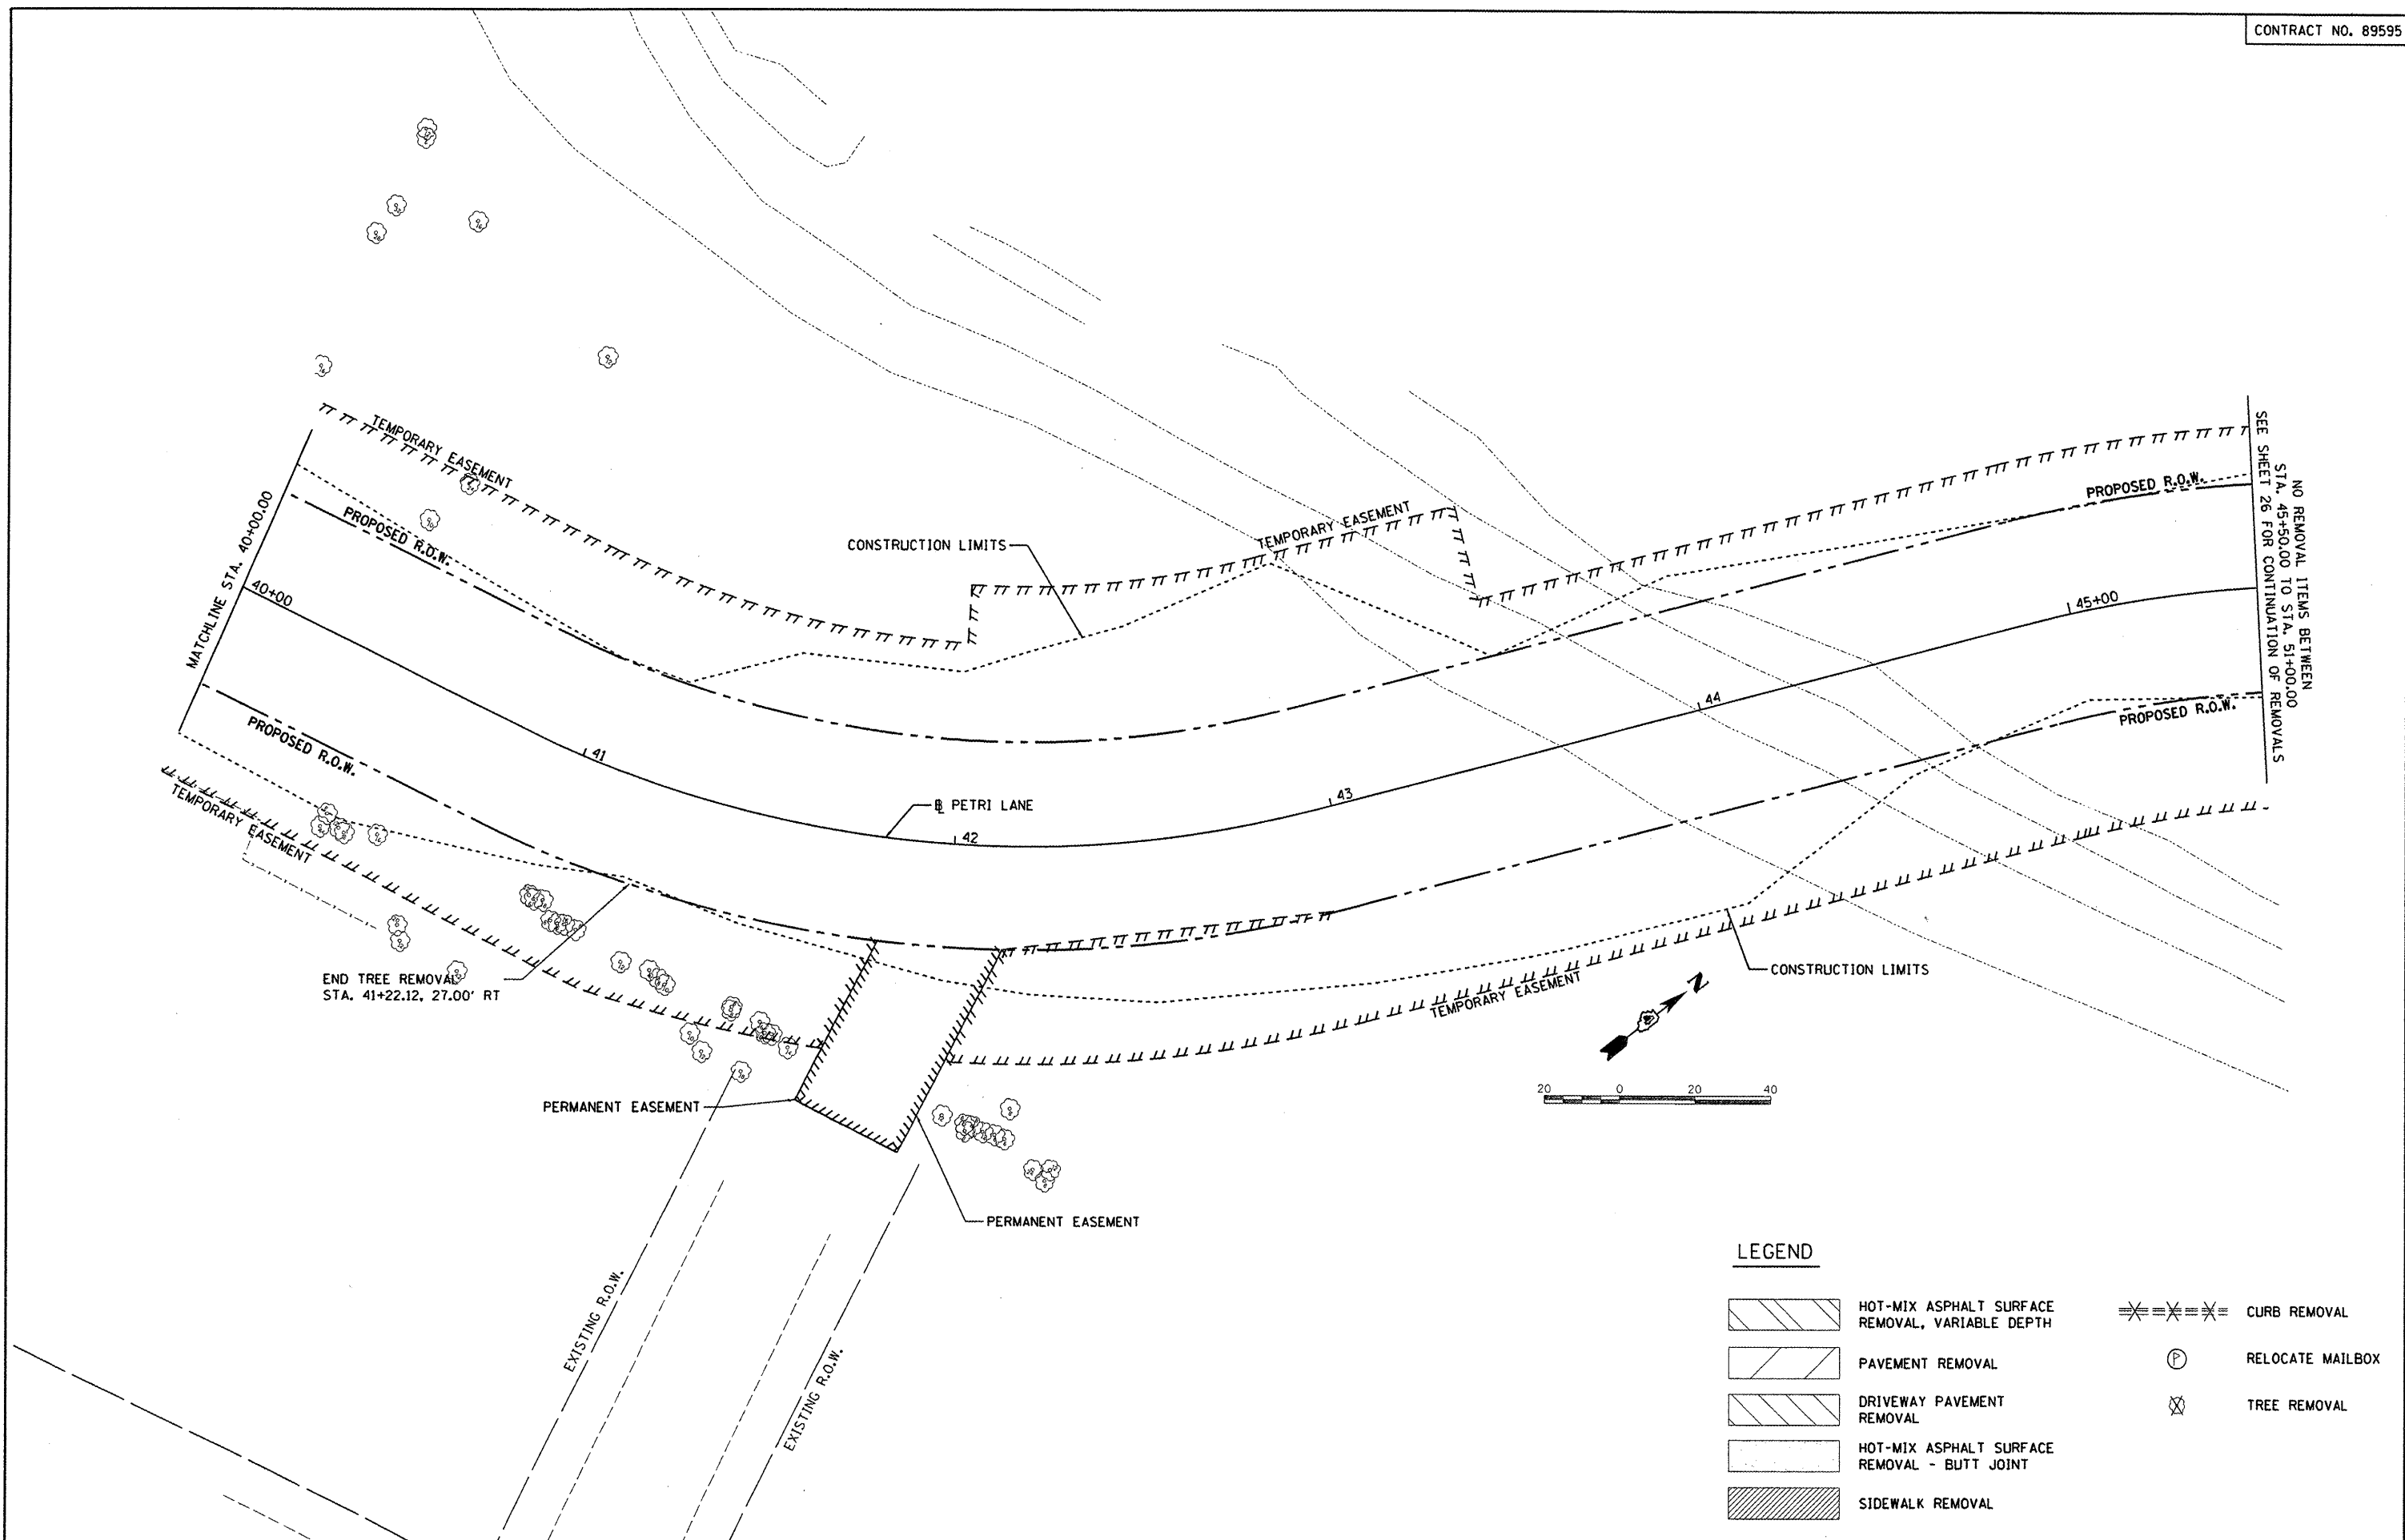 CONTRACT NO. 89595
TEMPORARY EASEMENT
PROPOSED R.O.W.
MATCHLINE STA. 40+00.00
40+00
PROPOSED R.O.W.
TEMPORARY EASEMENT
CONSTRUCTION LIMITS
TEMPORARY EASEMENT
PROPOSED R.O.W.
NO REMOVAL ITEMS BETWEEN
STA. 45+50.00 TO STA. 51+00.00
SEE SHEET 26 FOR CONTINUATION OF REMOVALS
45+00
44
43
42
41
PETRI LANE
PROPOSED R.O.W.
END TREE REMOVAL
STA. 41+22.12, 27.00' RT
CONSTRUCTION LIMITS
TEMPORARY EASEMENT
N
20 0 20 40
PERMANENT EASEMENT
PERMANENT EASEMENT
EXISTING R.O.W.
EXISTING R.O.W.
LEGEND
HOT-MIX ASPHALT SURFACE
REMOVAL, VARIABLE DEPTH
PAVEMENT REMOVAL
DRIVEWAY PAVEMENT
REMOVAL
HOT-MIX ASPHALT SURFACE
REMOVAL - BUTT JOINT
SIDEWALK REMOVAL
CURB REMOVAL
P RELOCATE MAILBOX
TREE REMOVAL